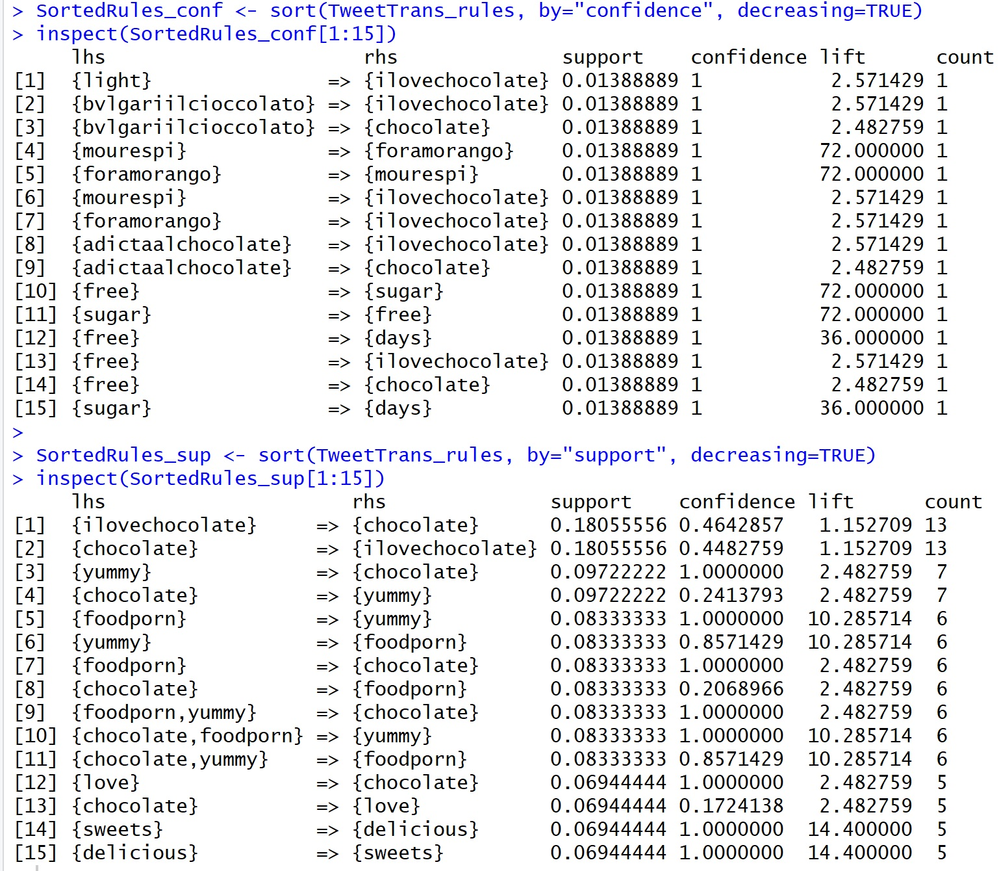 > SortedRules_conf <- sort(TweetTrans_rules, by="confidence", decreasing=TRUE)
> inspect(SortedRules_conf[1:15])
     lhs                       rhs              support    confidence lift      count
[1]  {light}                => {ilovechocolate} 0.01388889 1           2.571429 1
[2]  {bvlgariilcioccolato} => {ilovechocolate} 0.01388889 1           2.571429 1
[3]  {bvlgariilcioccolato} => {chocolate}      0.01388889 1           2.482759 1
[4]  {mourespi}            => {foramorango}    0.01388889 1          72.000000 1
[5]  {foramorango}         => {mourespi}       0.01388889 1          72.000000 1
[6]  {mourespi}            => {ilovechocolate} 0.01388889 1           2.571429 1
[7]  {foramorango}         => {ilovechocolate} 0.01388889 1           2.571429 1
[8]  {adictaalchocolate}   => {ilovechocolate} 0.01388889 1           2.571429 1
[9]  {adictaalchocolate}   => {chocolate}      0.01388889 1           2.482759 1
[10] {free}                => {sugar}          0.01388889 1          72.000000 1
[11] {sugar}               => {free}           0.01388889 1          72.000000 1
[12] {free}                => {days}           0.01388889 1          36.000000 1
[13] {free}                => {ilovechocolate} 0.01388889 1           2.571429 1
[14] {free}                => {chocolate}      0.01388889 1           2.482759 1
[15] {sugar}               => {days}           0.01388889 1          36.000000 1
>
> SortedRules_sup <- sort(TweetTrans_rules, by="support", decreasing=TRUE)
> inspect(SortedRules_sup[1:15])
     lhs                     rhs              support    confidence lift      count
[1]  {ilovechocolate}     => {chocolate}      0.18055556 0.4642857   1.152709 13
[2]  {chocolate}          => {ilovechocolate} 0.18055556 0.4482759   1.152709 13
[3]  {yummy}              => {chocolate}      0.09722222 1.0000000   2.482759  7
[4]  {chocolate}          => {yummy}          0.09722222 0.2413793   2.482759  7
[5]  {foodporn}           => {yummy}          0.08333333 1.0000000  10.285714  6
[6]  {yummy}              => {foodporn}       0.08333333 0.8571429  10.285714  6
[7]  {foodporn}           => {chocolate}      0.08333333 1.0000000   2.482759  6
[8]  {chocolate}          => {foodporn}       0.08333333 0.2068966   2.482759  6
[9]  {foodporn,yummy}     => {chocolate}      0.08333333 1.0000000   2.482759  6
[10] {chocolate,foodporn} => {yummy}          0.08333333 1.0000000  10.285714  6
[11] {chocolate,yummy}    => {foodporn}       0.08333333 0.8571429  10.285714  6
[12] {love}               => {chocolate}      0.06944444 1.0000000   2.482759  5
[13] {chocolate}          => {love}           0.06944444 0.1724138   2.482759  5
[14] {sweets}             => {delicious}      0.06944444 1.0000000  14.400000  5
[15] {delicious}          => {sweets}         0.06944444 1.0000000  14.400000  5